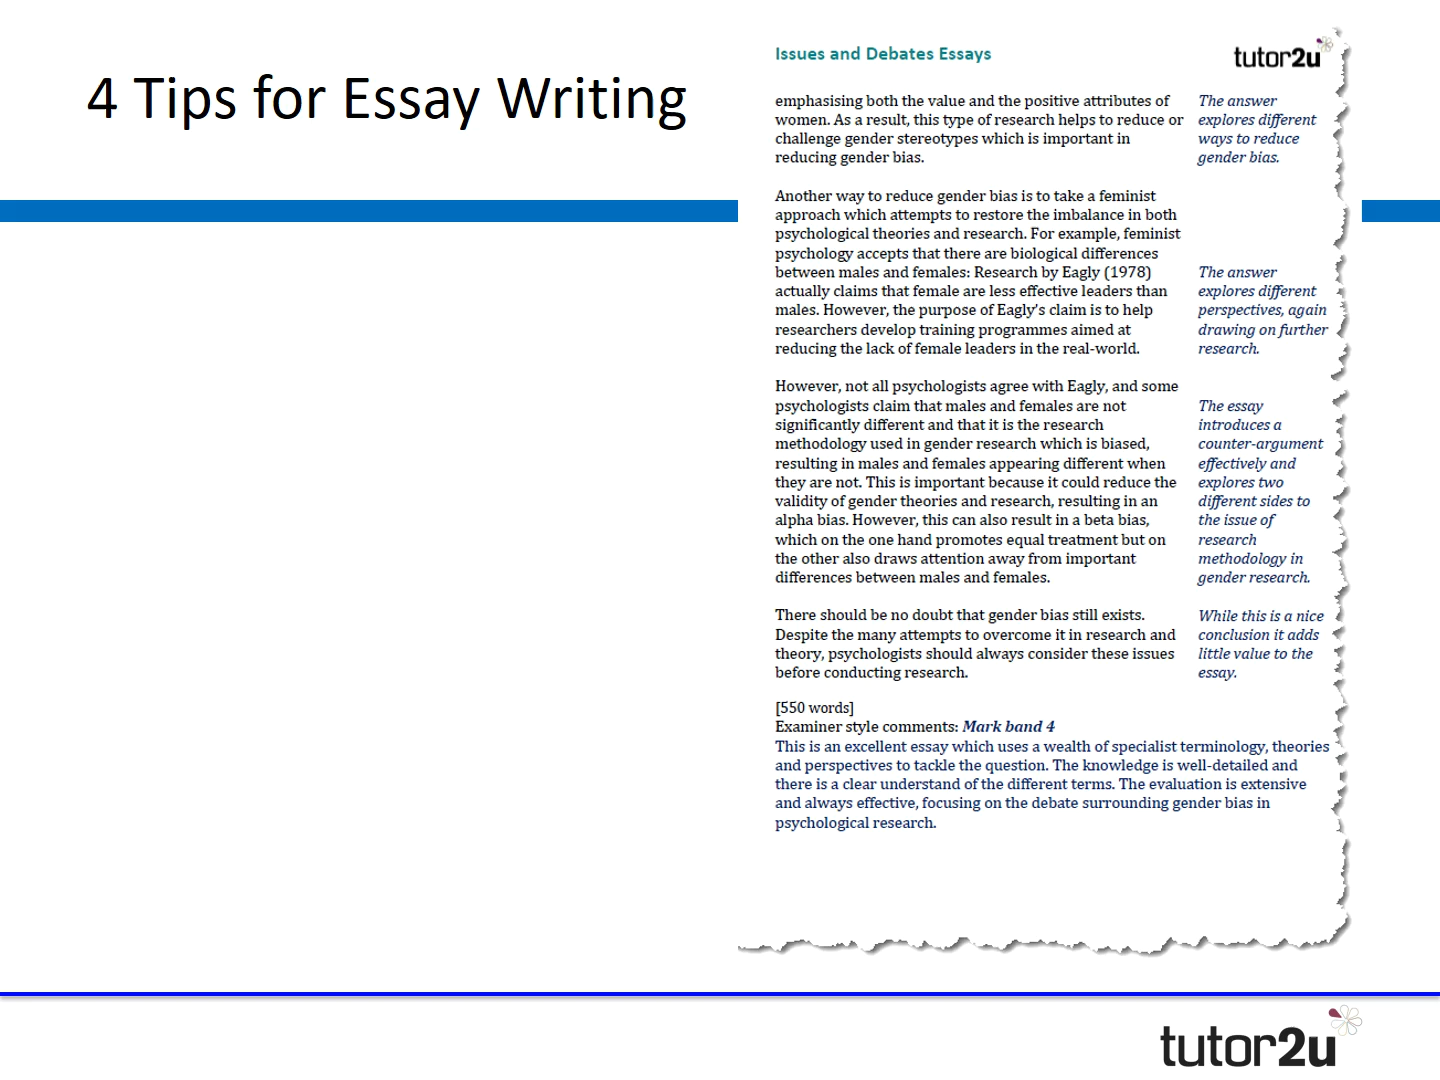 4 Tips for Essay Writing
Issues and Debates Essays
tutor2u
emphasising both the value and the positive attributes of
women. As a result, this type of research helps to reduce or
challenge gender stereotypes which is important in
reducing gender bias.
The answer
explores different
ways to reduce
gender bias.
Another way to reduce gender bias is to take a feminist
approach which attempts to restore the imbalance in both
psychological theories and research. For example, feminist
psychology accepts that there are biological differences
between males and females: Research by Eagly (1978)
actually claims that female are less effective leaders than
males. However, the purpose of Eagly's claim is to help
researchers develop training programmes aimed at
reducing the lack of female leaders in the real-world.
The answer
explores different
perspectives, again
drawing on further
research.
However, not all psychologists agree with Eagly, and some
psychologists claim that males and females are not
significantly different and that it is the research
methodology used in gender research which is biased,
resulting in males and females appearing different when
they are not. This is important because it could reduce the
validity of gender theories and research, resulting in an
alpha bias. However, this can also result in a beta bias,
which on the one hand promotes equal treatment but on
the other also draws attention away from important
differences between males and females.
The essay
introduces a
counter-argument
effectively and
explores two
different sides to
the issue of
research
methodology in
gender research.
There should be no doubt that gender bias still exists.
Despite the many attempts to overcome it in research and
theory, psychologists should always consider these issues
before conducting research.
While this is a nice
conclusion it adds
little value to the
essay.
[550 words]
Examiner style comments: Mark band 4
This is an excellent essay which uses a wealth of specialist terminology, theories
and perspectives to tackle the question. The knowledge is well-detailed and
there is a clear understand of the different terms. The evaluation is extensive
and always effective, focusing on the debate surrounding gender bias in
psychological research.
tutor2u